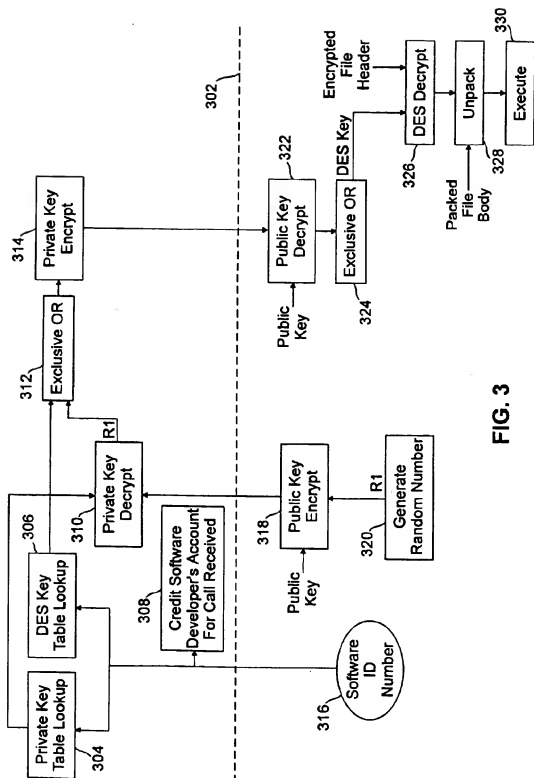 304
Private Key
Table Lookup
306
DES Key
Table Lookup
308
Credit Software
Developer's Account
For Call Received
310
Private Key
Decrypt
R1
312
Exclusive OR
314
Private Key
Encrypt
302
316
Software
ID
Number
Public
Key
318
Public Key
Encrypt
R1
320
Generate
Random Number
Public
Key
322
Public Key
Decrypt
324
Exclusive OR
DES Key
Encrypted
File
Header
326
DES Decrypt
Packed
File
Body
328
Unpack
330
Execute
FIG. 3